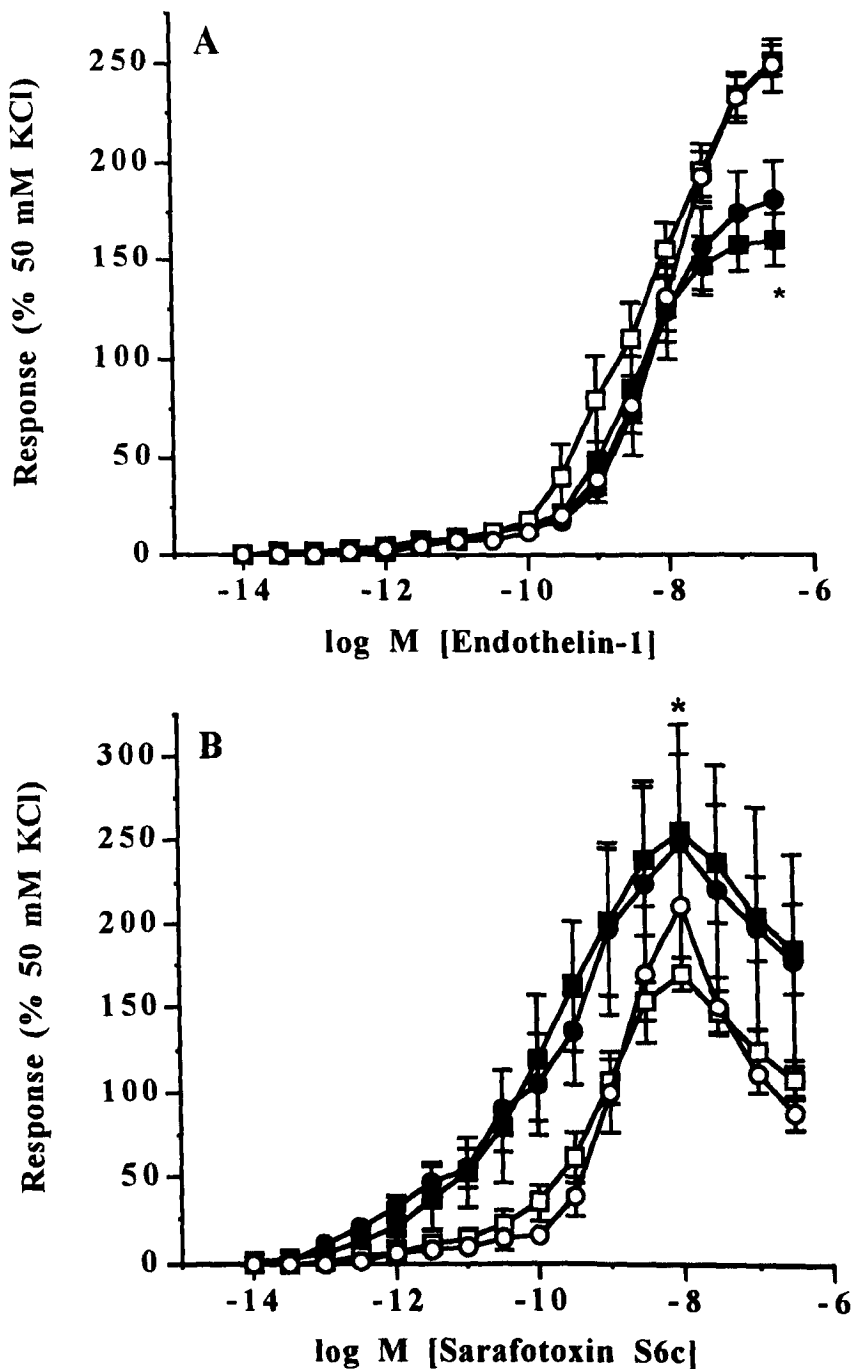 A
250
200
150
100
50
0
Response (% 50 mM KCl)
*
-14 -12 -10 -8 -6
log M [Endothelin-1]
*
B
300
250
200
150
100
50
0
Response (% 50 mM KCl)
-14 -12 -10 -8 -6
log M [Sarafotoxin S6c]